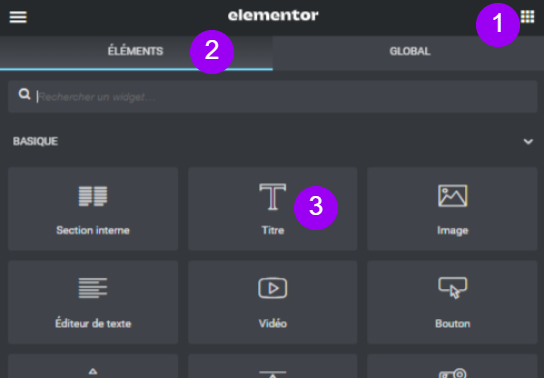 elementor
1
ÉLÉMENTS
2
GLOBAL
Rechercher un widget...
BASIQUE
Section interne
Titre
3
Image
Éditeur de texte
Vidéo
Bouton